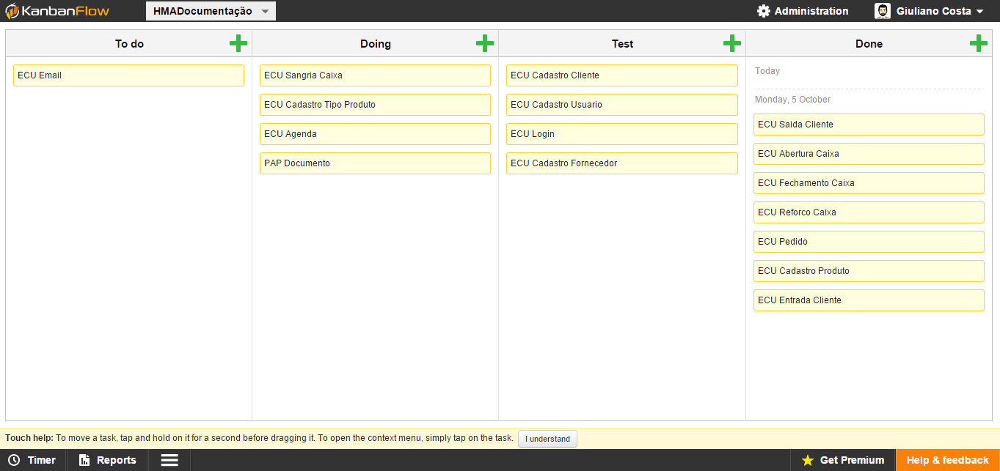 KanbanFlow
HMADocumentação
Administration
Giuliano Costa
To do
Doing
Test
Done
ECU Email
ECU Sangria Caixa
ECU Cadastro Tipo Produto
ECU Agenda
PAP Documento
ECU Cadastro Cliente
ECU Cadastro Usuario
ECU Login
ECU Cadastro Fornecedor
Today
Monday, 5 October
ECU Saida Cliente
ECU Abertura Caixa
ECU Fechamento Caixa
ECU Reforco Caixa
ECU Pedido
ECU Cadastro Produto
ECU Entrada Cliente
Touch help: To move a task, tap and hold on it for a second before dragging it. To open the context menu, simply tap on the task.
I understand
Timer
Reports
Get Premium
Help & feedback